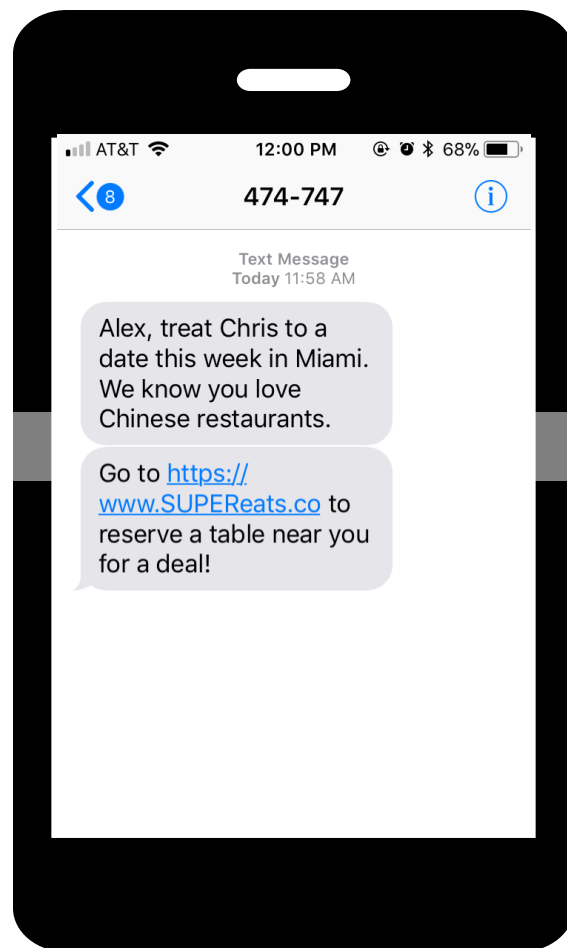 AT&T 12:00 PM 68%
8 474-747 i
Text Message
Today 11:58 AM
Alex, treat Chris to a
date this week in Miami.
We know you love
Chinese restaurants.
Go to https://
www.SUPEReats.co to
reserve a table near you
for a deal!